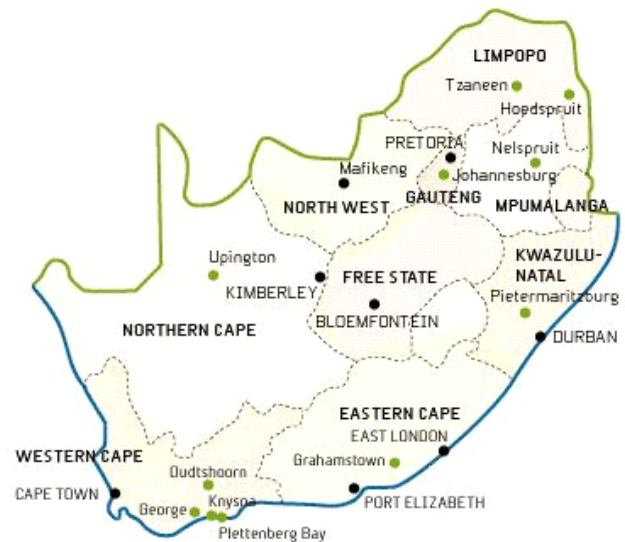 LIMPOPO
Tzaneen
Hoedspruit
PRETORIA
Nelspruit
Mafikeng
Johannesburg
GAUTENG
MPUMALANGA
NORTH WEST
KWAZULU-
NATAL
Upington
FREE STATE
KIMBERLEY
Pietermaritzburg
BLOEMFONTEIN
NORTHERN CAPE
DURBAN
EASTERN CAPE
EAST LONDON
WESTERN CAPE
Grahamstown
Oudtshoorn
CAPE TOWN
Knysna
PORT ELIZABETH
George
Plettenberg Bay